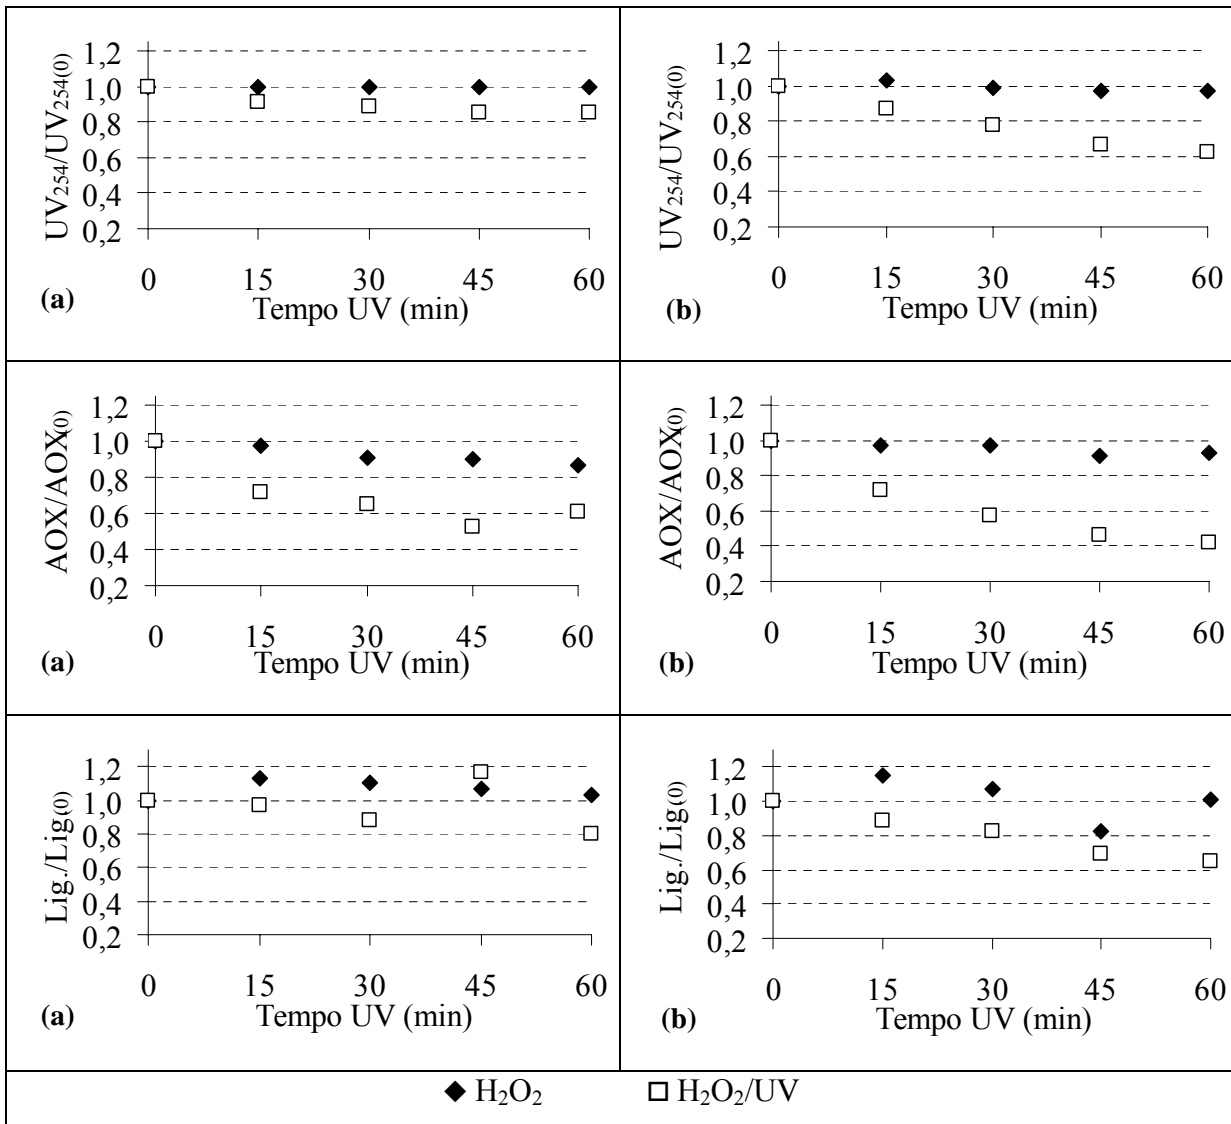 UV254/UV254(0)
1,2
1,0
0,8
0,6
0,4
0,2
0 15 30 45 60
(a) Tempo UV (min)
UV254/UV254(0)
1,2
1,0
0,8
0,6
0,4
0,2
0 15 30 45 60
(b) Tempo UV (min)
AOX/AOX(0)
1,2
1,0
0,8
0,6
0,4
0,2
0 15 30 45 60
(a) Tempo UV (min)
AOX/AOX(0)
1,2
1,0
0,8
0,6
0,4
0,2
0 15 30 45 60
(b) Tempo UV (min)
Lig./Lig(0)
1,2
1,0
0,8
0,6
0,4
0,2
0 15 30 45 60
(a) Tempo UV (min)
Lig./Lig(0)
1,2
1,0
0,8
0,6
0,4
0,2
0 15 30 45 60
(b) Tempo UV (min)
◆ H₂O₂ □ H₂O₂/UV